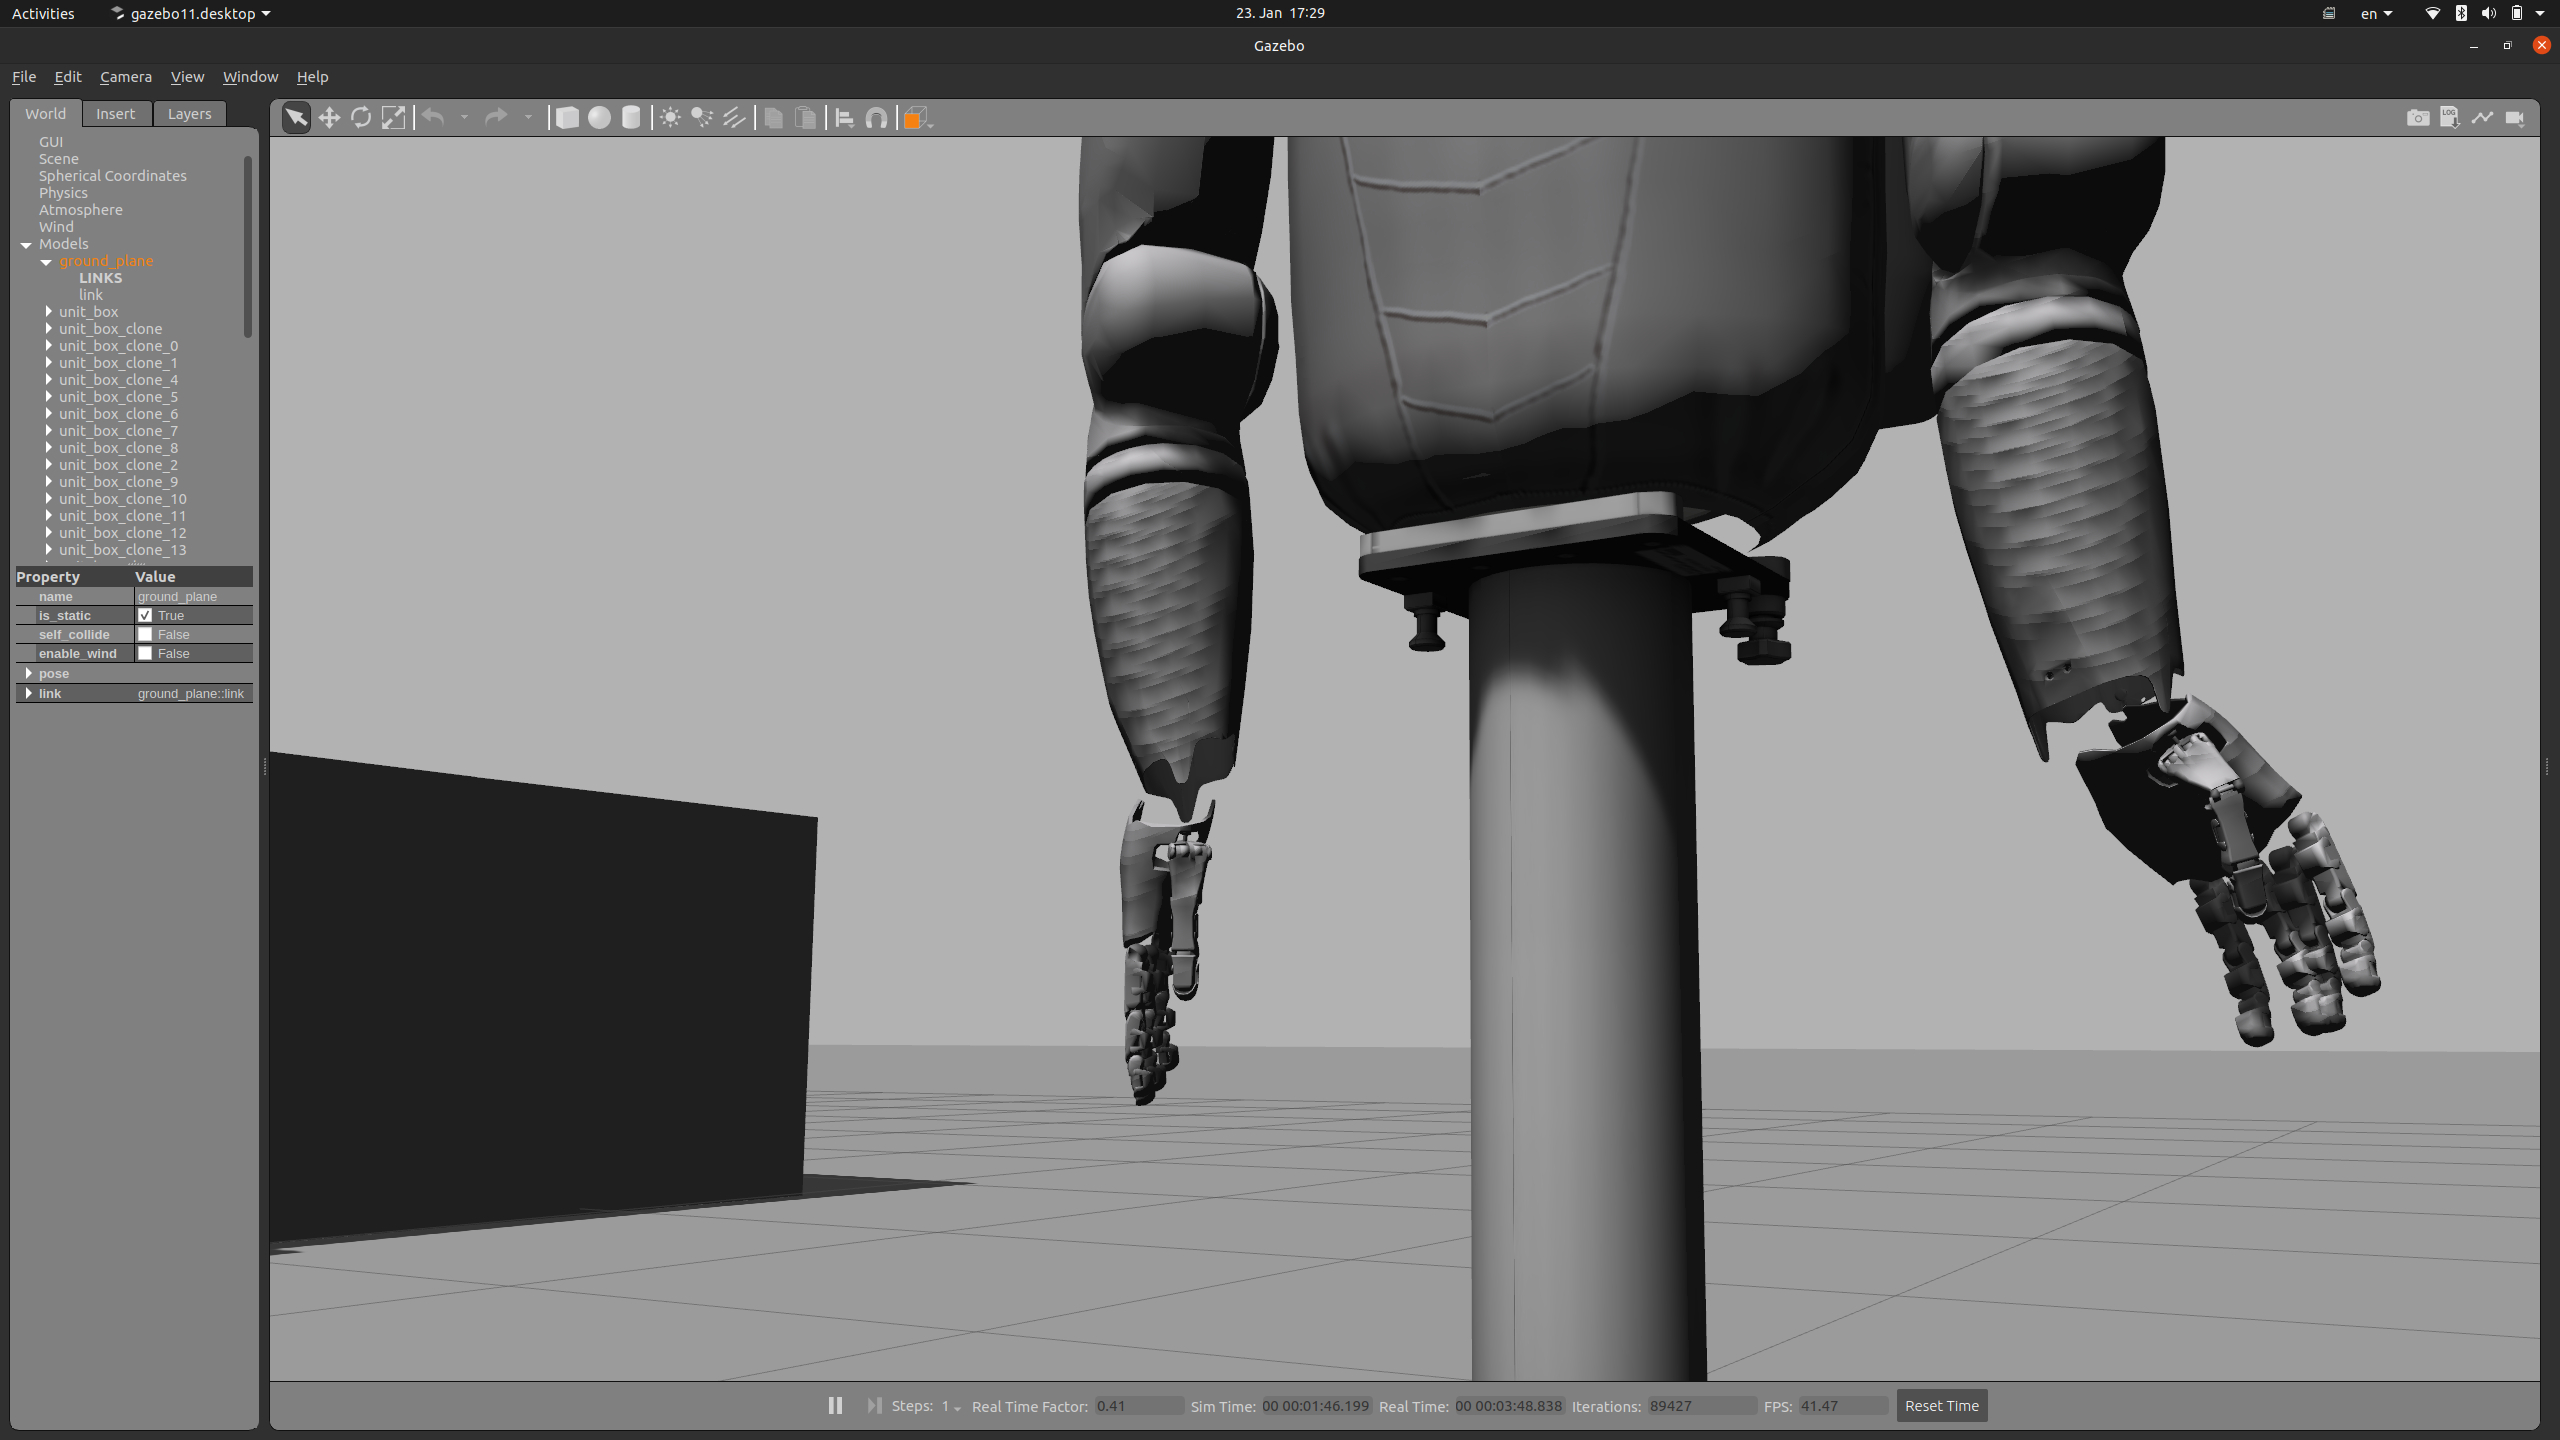 Activities gazebo11.desktop 23. Jan 17:29 en
Gazebo
File Edit Camera View Window Help
World Insert Layers
GUI
Scene
Spherical Coordinates
Physics
Atmosphere
Wind
Models
ground_plane
LINKS
link
unit_box
unit_box_clone
unit_box_clone_0
unit_box_clone_1
unit_box_clone_4
unit_box_clone_5
unit_box_clone_6
unit_box_clone_7
unit_box_clone_8
unit_box_clone_2
unit_box_clone_9
unit_box_clone_10
unit_box_clone_11
unit_box_clone_12
unit_box_clone_13
Property Value
name ground_plane
is_static True
self_collide False
enable_wind False
pose
link ground_plane::link
LOG
Steps: 1 Real Time Factor: 0.41 Sim Time: 00 00:01:46.199 Real Time: 00 00:03:48.838 Iterations: 89427 FPS: 41.47 Reset Time